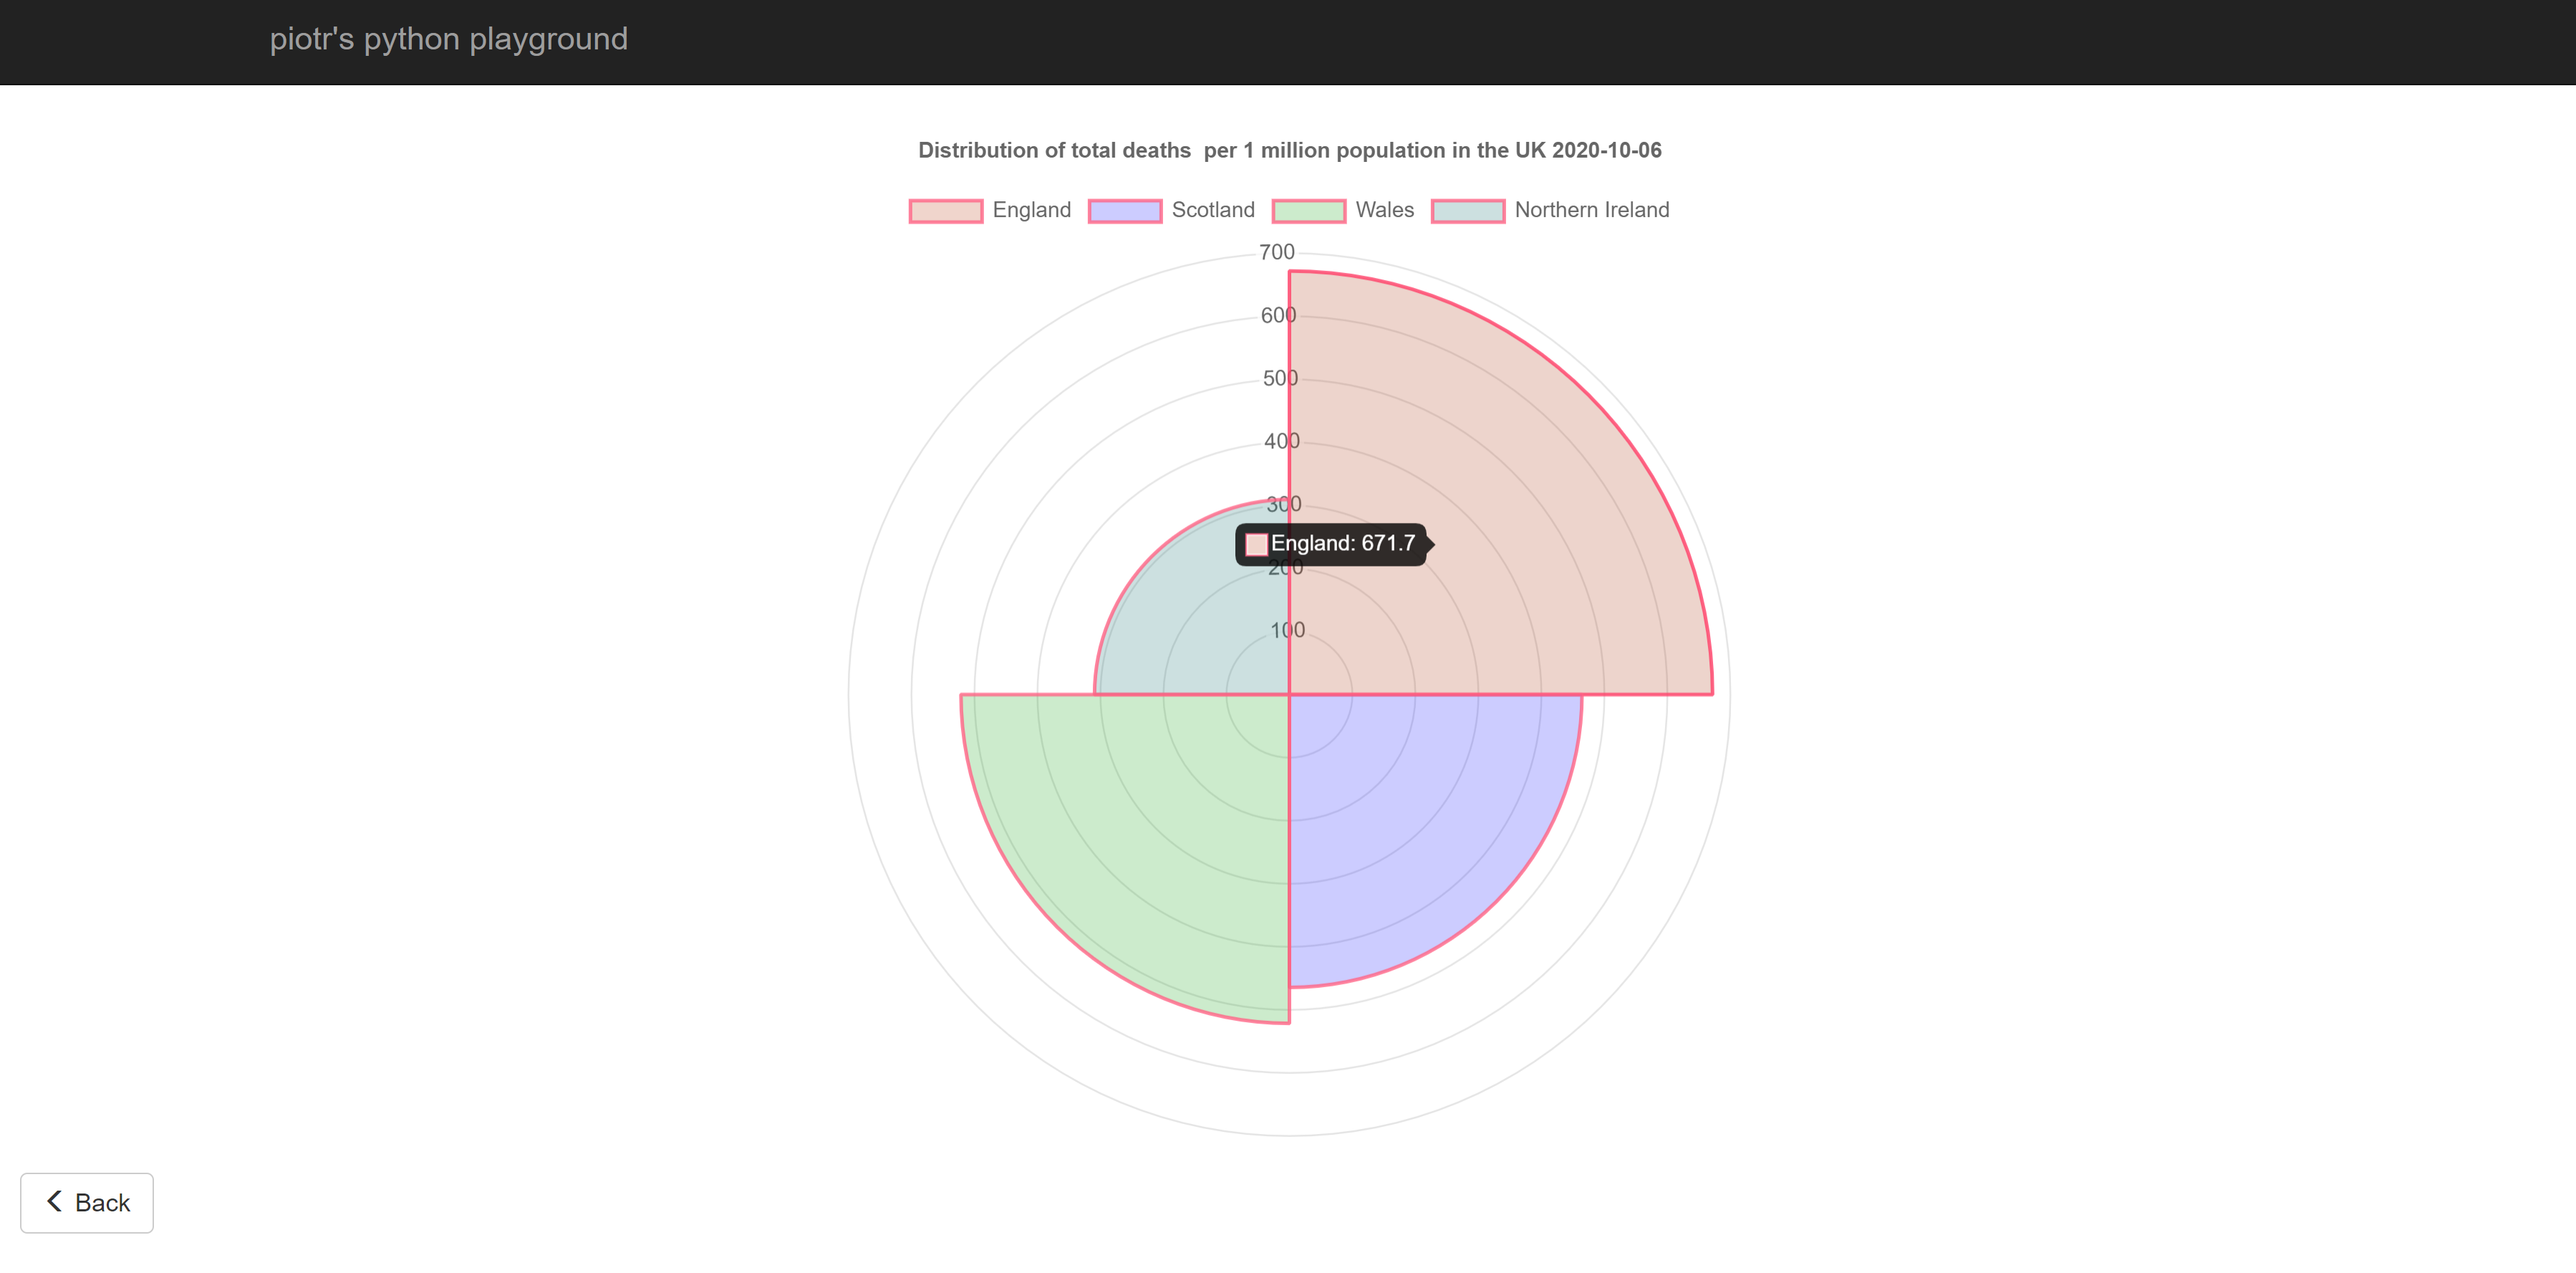 piotr's python playground
Distribution of total deaths  per 1 million population in the UK 2020-10-06
England Scotland Wales Northern Ireland
700
600
500
400
300
England: 671.7
200
100
Back